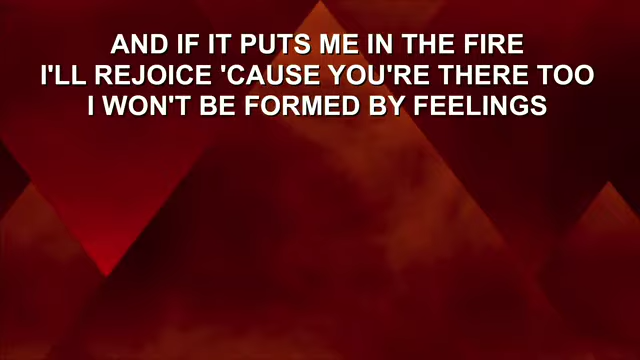 AND IF IT PUTS ME IN THE FIRE
I'LL REJOICE 'CAUSE YOU'RE THERE TOO
I WON'T BE FORMED BY FEELINGS